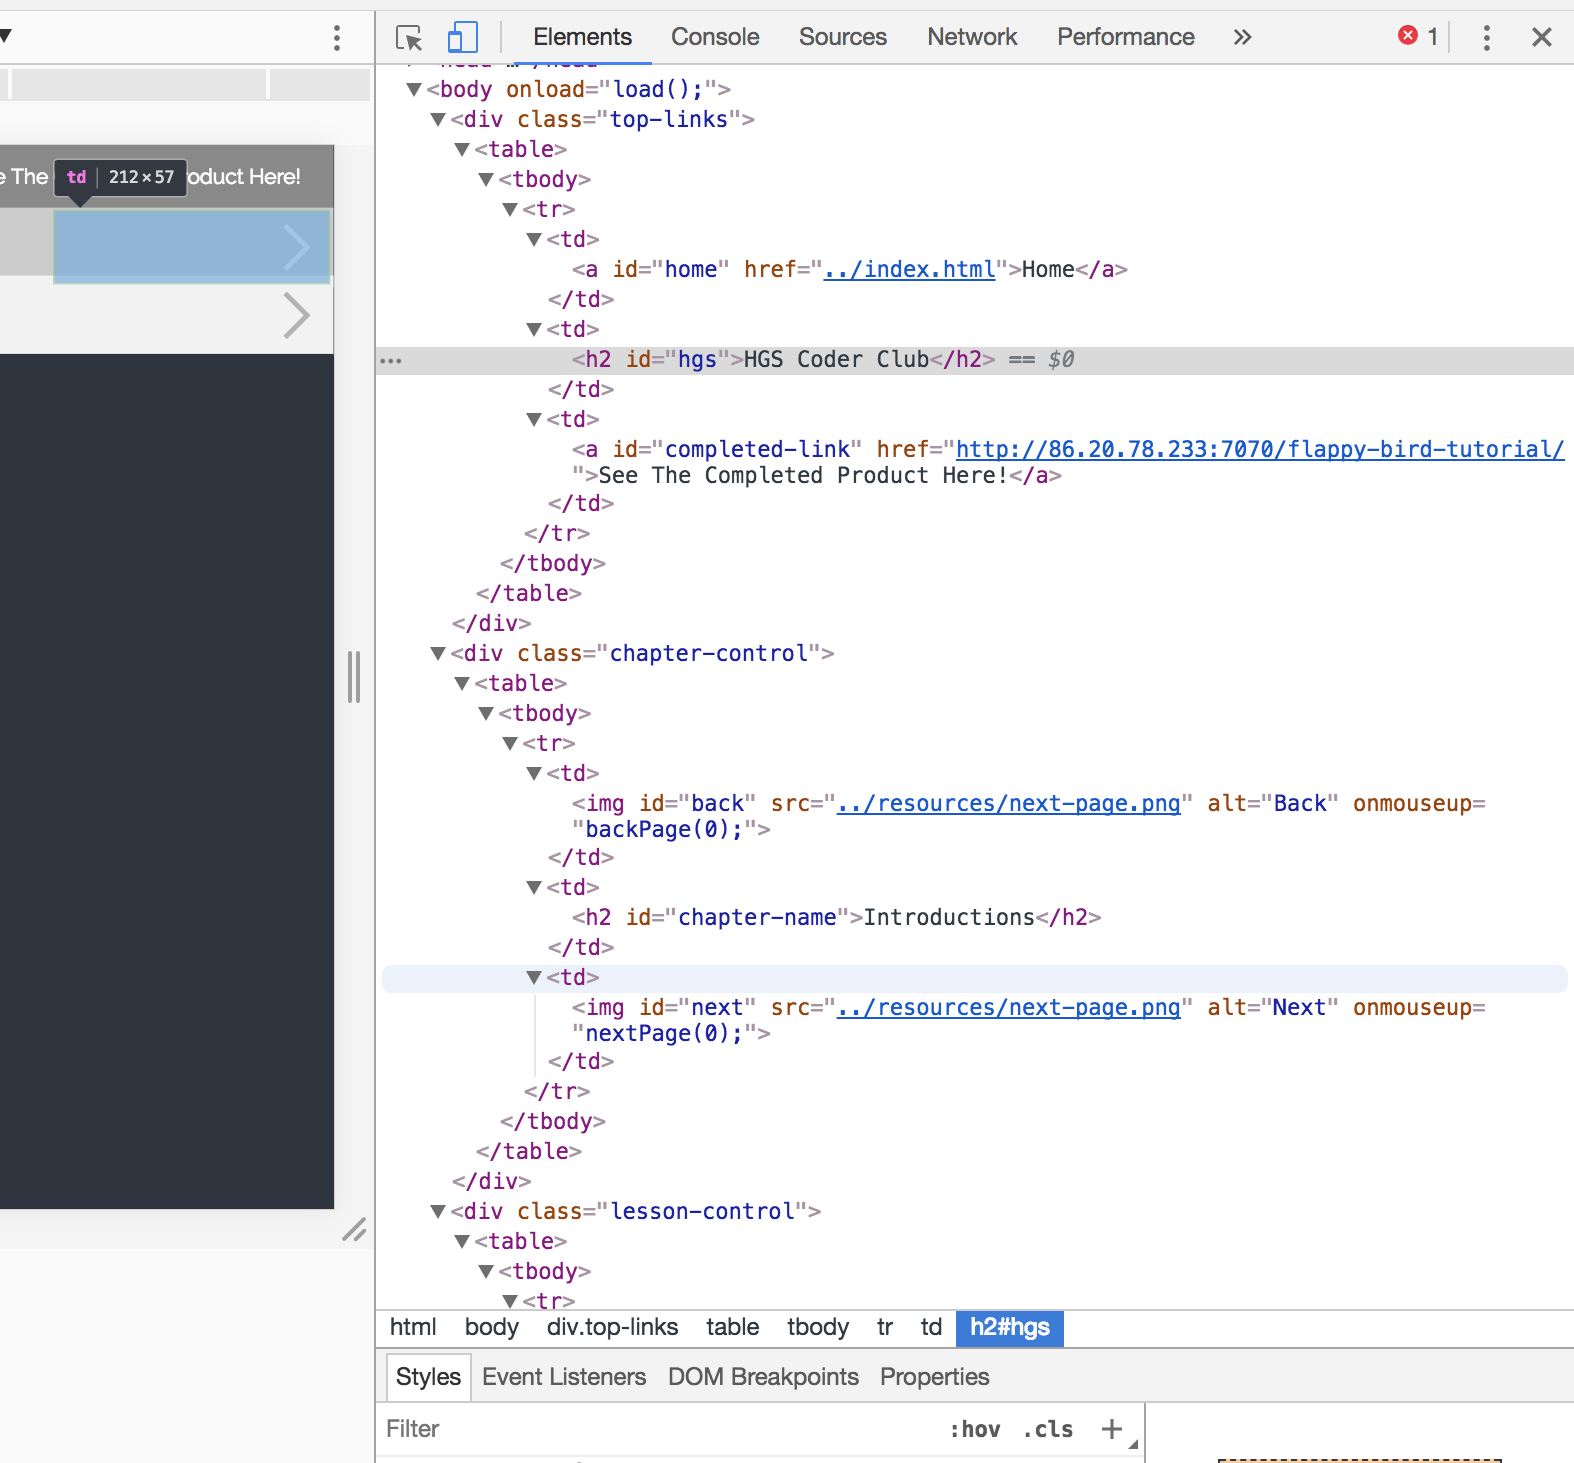 Elements Console Sources Network Performance » 1
<body onload="load();">
<div class="top-links">
<table>
<tbody>
<tr>
<td>
<a id="home" href="../index.html">Home</a>
</td>
<td>
<h2 id="hgs">HGS Coder Club</h2> == $0
</td>
<td>
<a id="completed-link" href="http://86.20.78.233:7070/flappy-bird-tutorial/
">See The Completed Product Here!</a>
</td>
</tr>
</tbody>
</table>
</div>
<div class="chapter-control">
<table>
<tbody>
<tr>
<td>
<img id="back" src="../resources/next-page.png" alt="Back" onmouseup=
"backPage(0);">
</td>
<td>
<h2 id="chapter-name">Introductions</h2>
</td>
<td>
<img id="next" src="../resources/next-page.png" alt="Next" onmouseup=
"nextPage(0);">
</td>
</tr>
</tbody>
</table>
</div>
<div class="lesson-control">
<table>
<tbody>
<tr>
html body div.top-links table tbody tr td h2#hgs
Styles Event Listeners DOM Breakpoints Properties
Filter :hov .cls +
e The oduct Here!
td 212×57